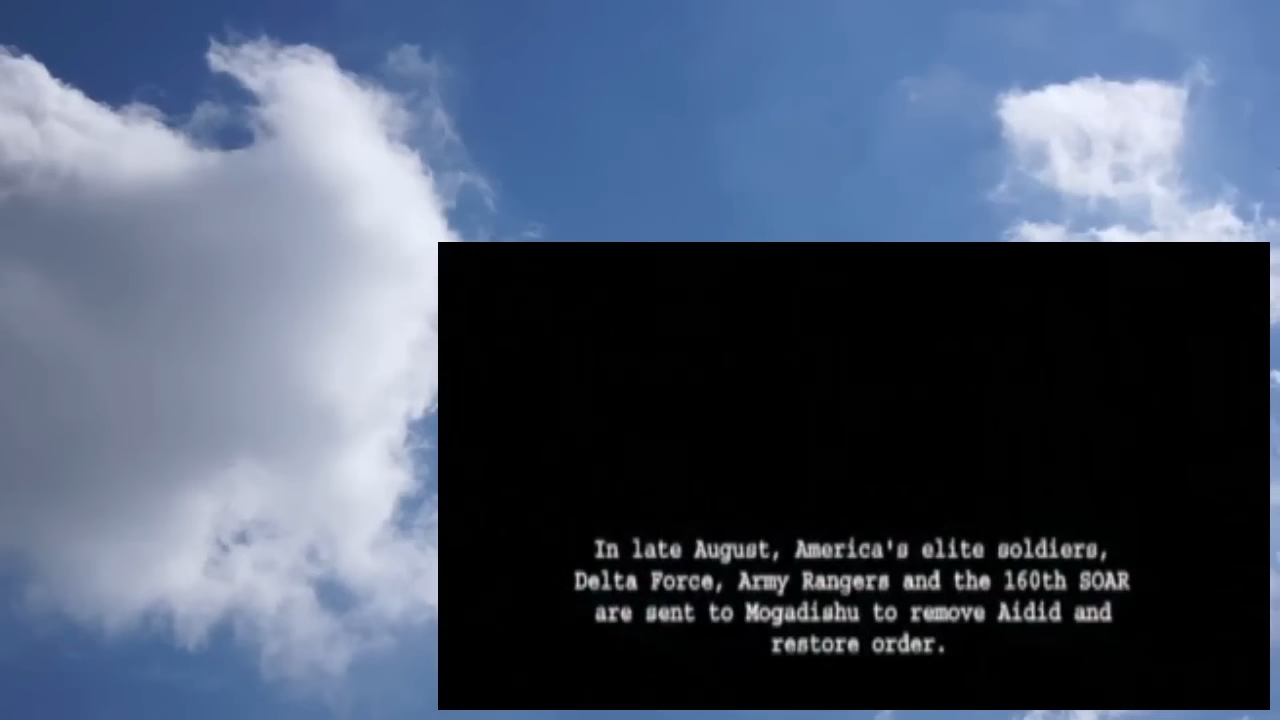 In late August, America's elite soldiers,
Delta Force, Army Rangers and the 160th SOAR
are sent to Mogadishu to remove Aidid and
restore order.